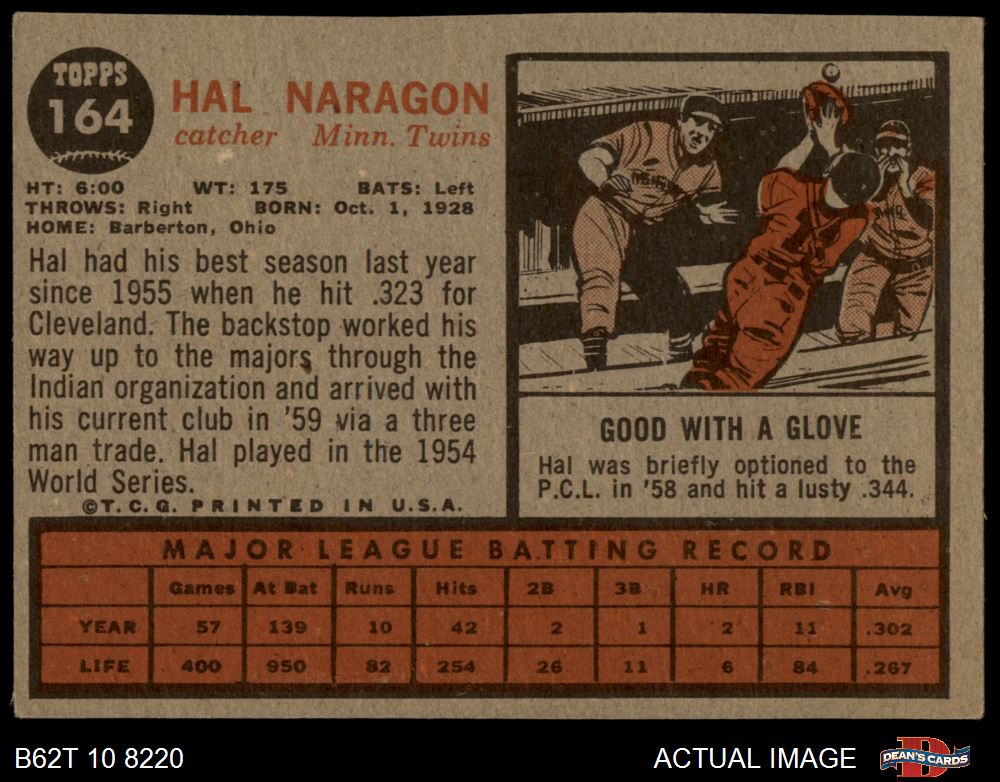 TOPPS
164
HAL NARAGON
catcher Minn. Twins
HT: 6:00 WT: 175 BATS: Left
THROWS: Right BORN: Oct. 1, 1928
HOME: Barberton, Ohio
Hal had his best season last year
since 1955 when he hit .323 for
Cleveland. The backstop worked his
way up to the majors through the
Indian organization and arrived with
his current club in '59 via a three
man trade. Hal played in the 1954
World Series.
©T.C.G. PRINTED IN U.S.A.
GOOD WITH A GLOVE
Hal was briefly optioned to the
P.C.L. in '58 and hit a lusty .344.
MAJOR LEAGUE BATTING RECORD
Games At Bat Runs Hits 2B 3B HR RBI Avg
YEAR 57 139 10 42 2 1 2 11 .302
LIFE 400 950 82 254 26 11 6 84 .267
B62T 10 8220
ACTUAL IMAGE
DEAN'S CARDS